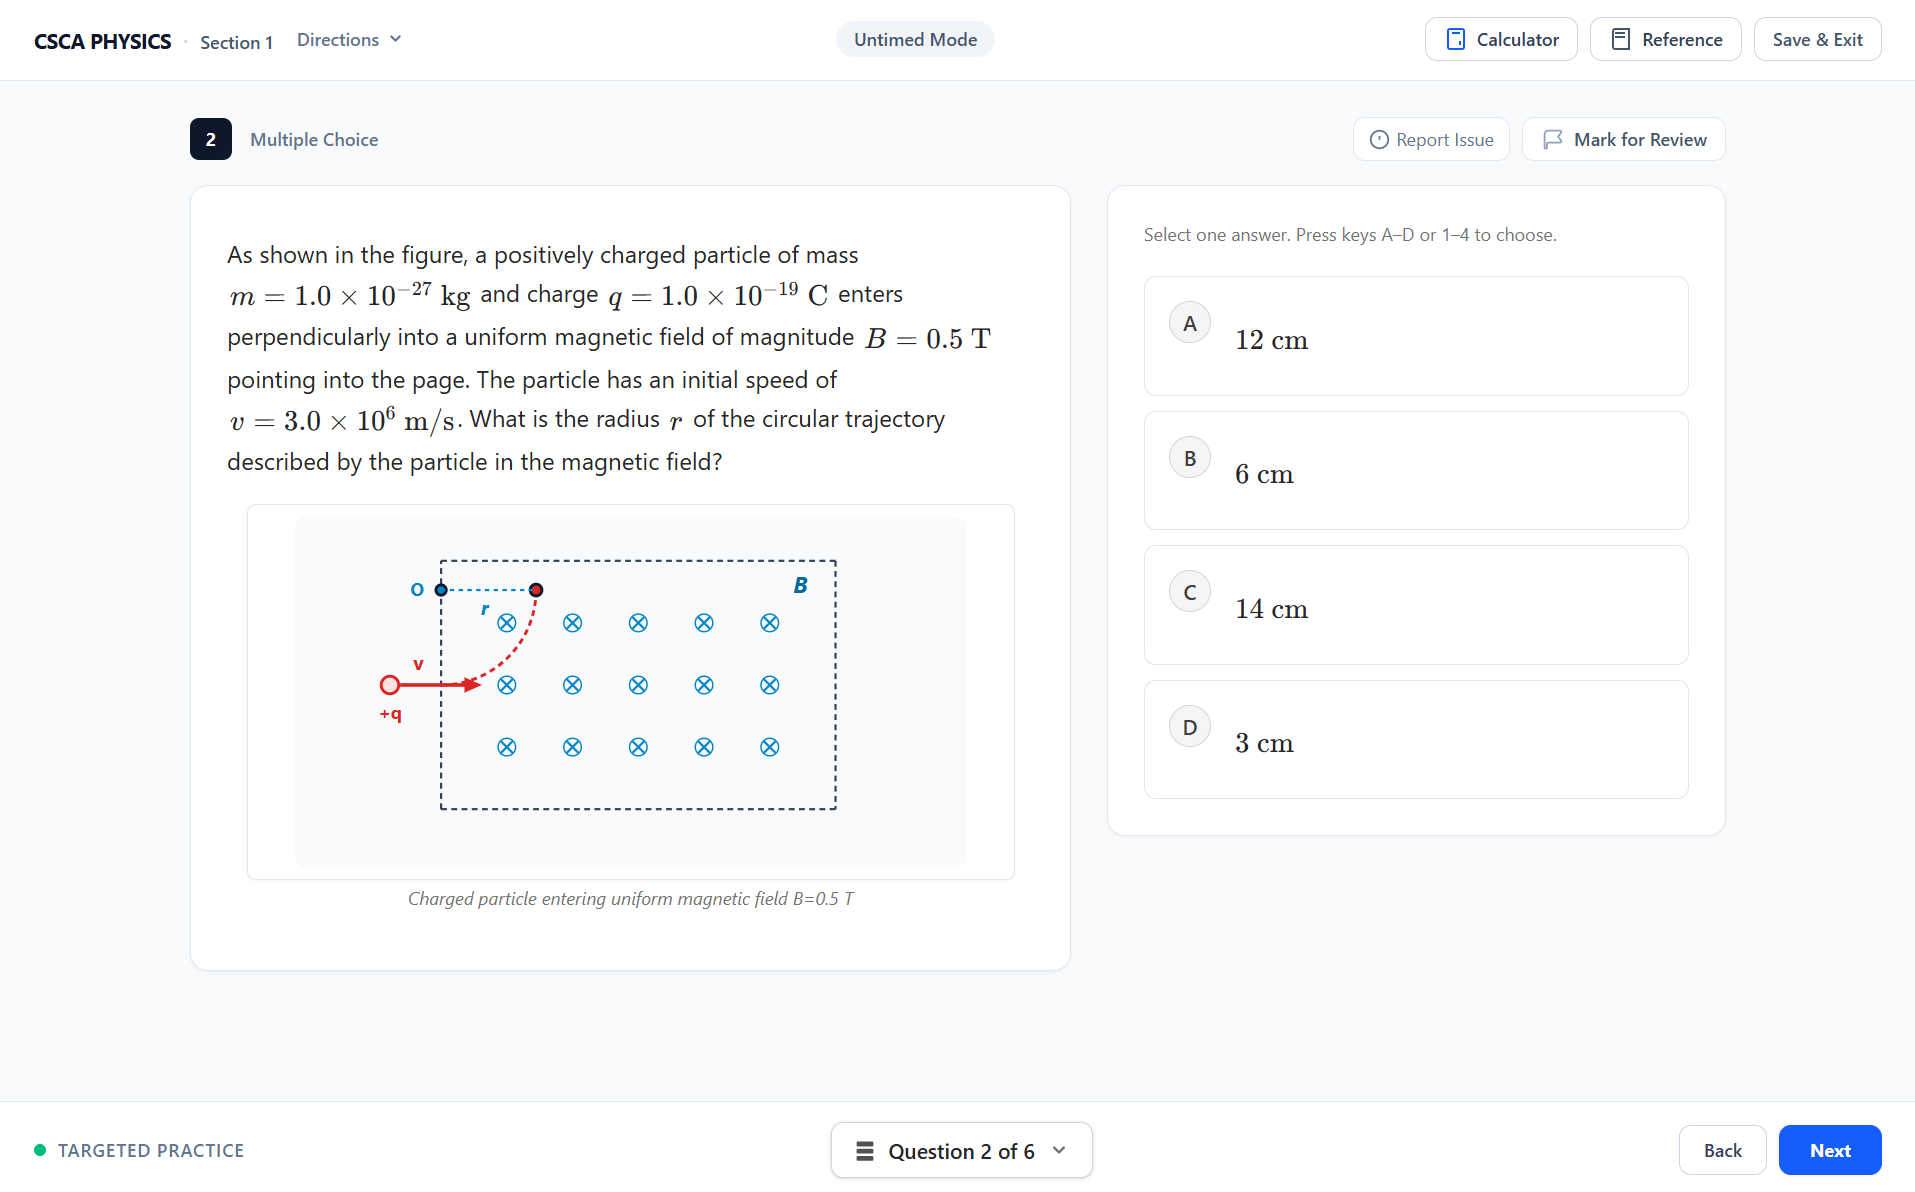 CSCA PHYSICS · Section 1 Directions
Untimed Mode
Calculator
Reference
Save & Exit
2 Multiple Choice
Report Issue
Mark for Review
As shown in the figure, a positively charged particle of mass
m = 1.0 × 10⁻²⁷ kg and charge q = 1.0 × 10⁻¹⁹ C enters
perpendicularly into a uniform magnetic field of magnitude B = 0.5 T
pointing into the page. The particle has an initial speed of
v = 3.0 × 10⁶ m/s. What is the radius r of the circular trajectory
described by the particle in the magnetic field?
O
r
B
v
+q
Charged particle entering uniform magnetic field B=0.5 T
Select one answer. Press keys A–D or 1–4 to choose.
A 12 cm
B 6 cm
C 14 cm
D 3 cm
TARGETED PRACTICE
Question 2 of 6
Back
Next